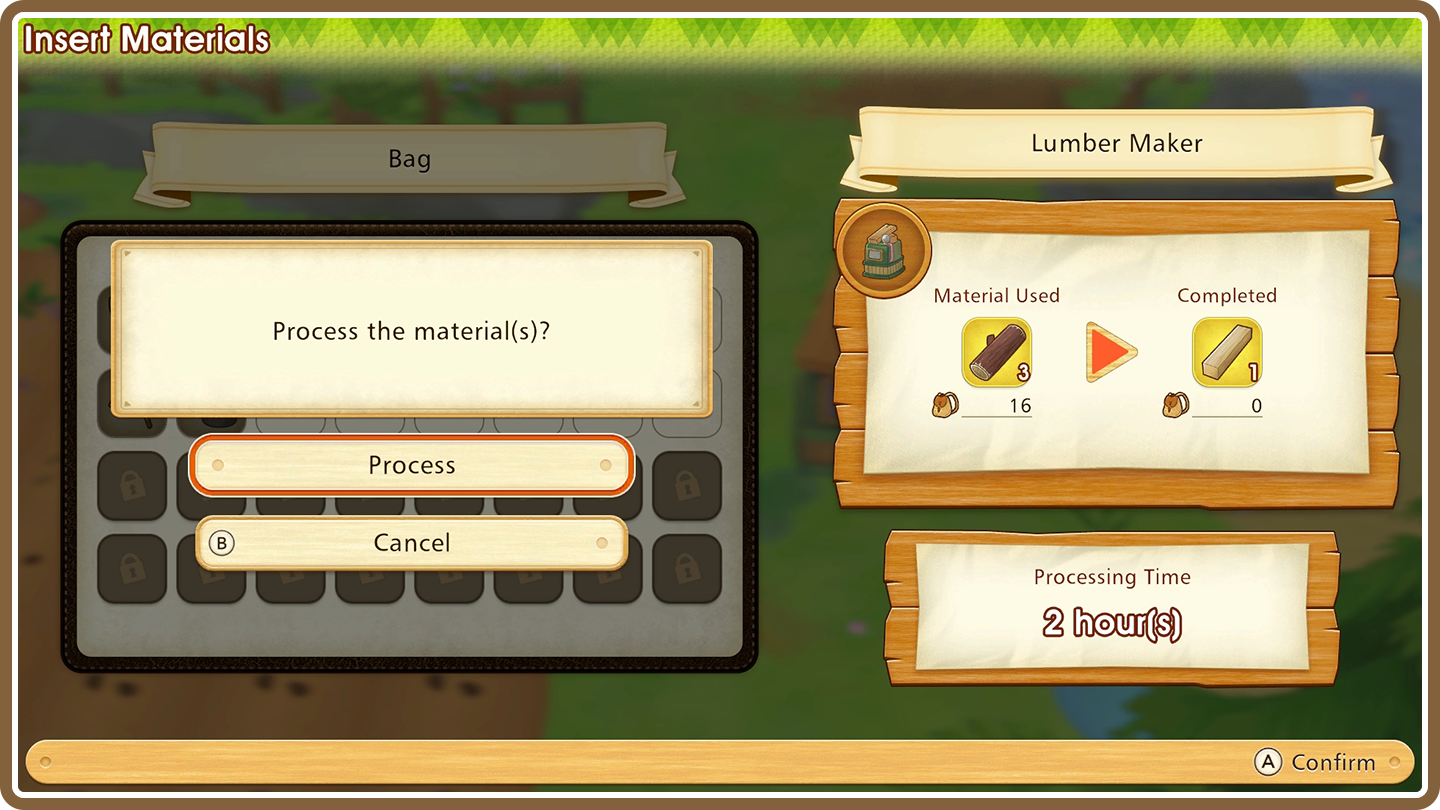 Insert Materials
Bag
Process the material(s)?
Process
B Cancel
Lumber Maker
Material Used
Completed
3
1
16
0
Processing Time
2 hour(s)
A Confirm